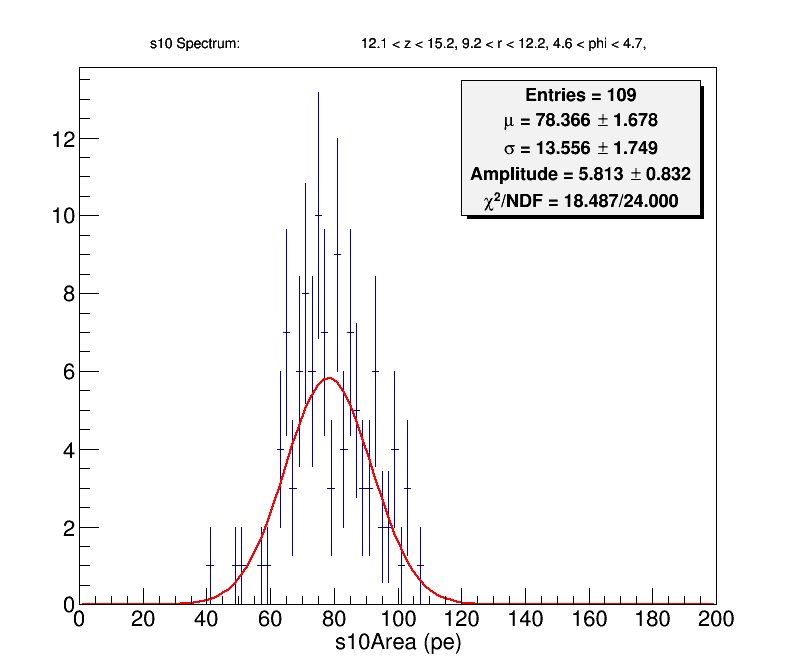 s10 Spectrum: 12.1 < z < 15.2, 9.2 < r < 12.2, 4.6 < phi < 4.7,
Entries = 109
μ = 78.366 ± 1.678
σ = 13.556 ± 1.749
Amplitude = 5.813 ± 0.832
χ²/NDF = 18.487/24.000
12
10
8
6
4
2
0
0 20 40 60 80 100 120 140 160 180 200
s10Area (pe)